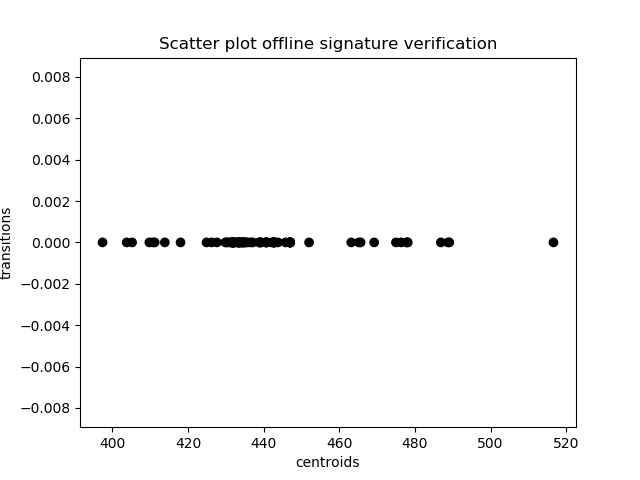 Scatter plot offline signature verification
0.008
0.006
0.004
0.002
0.000
−0.002
−0.004
−0.006
−0.008
transitions
400 420 440 460 480 500 520
centroids